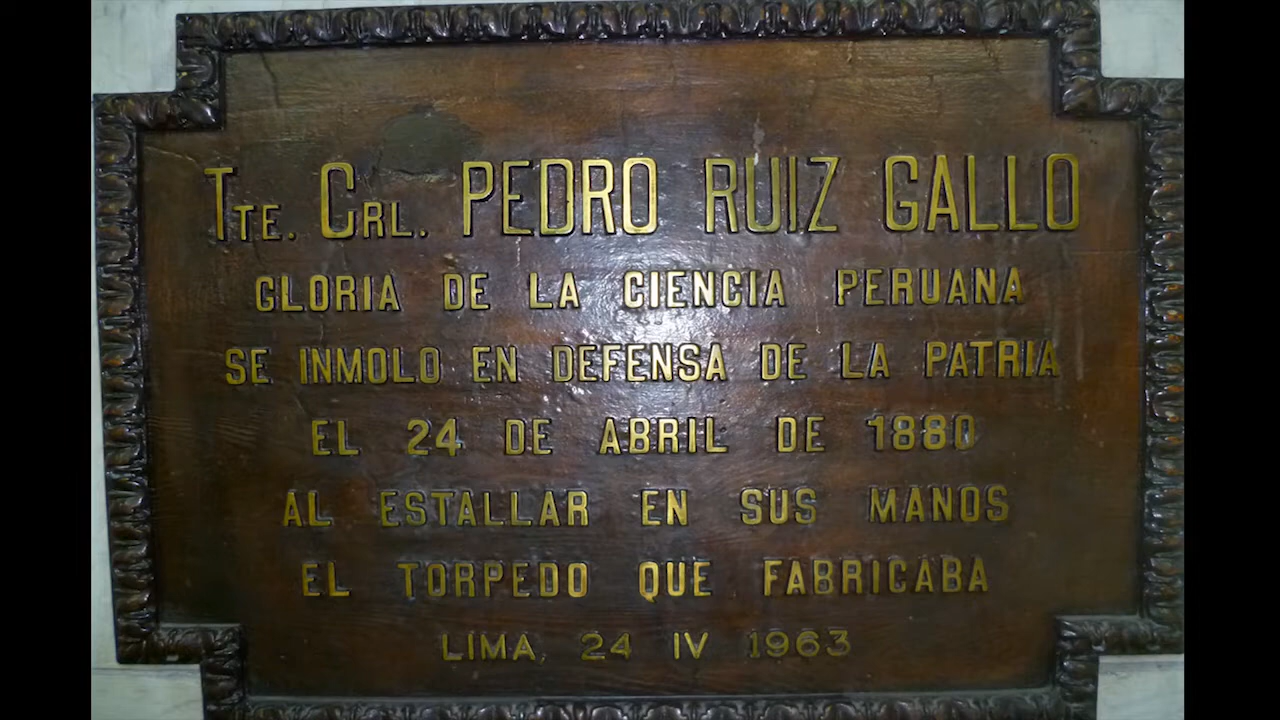 Tte. Crl. PEDRO RUIZ GALLO
GLORIA DE LA CIENCIA PERUANA
SE INMOLO EN DEFENSA DE LA PATRIA
EL 24 DE ABRIL DE 1880
AL ESTALLAR EN SUS MANOS
EL TORPEDO QUE FABRICABA
LIMA, 24 IV 1963